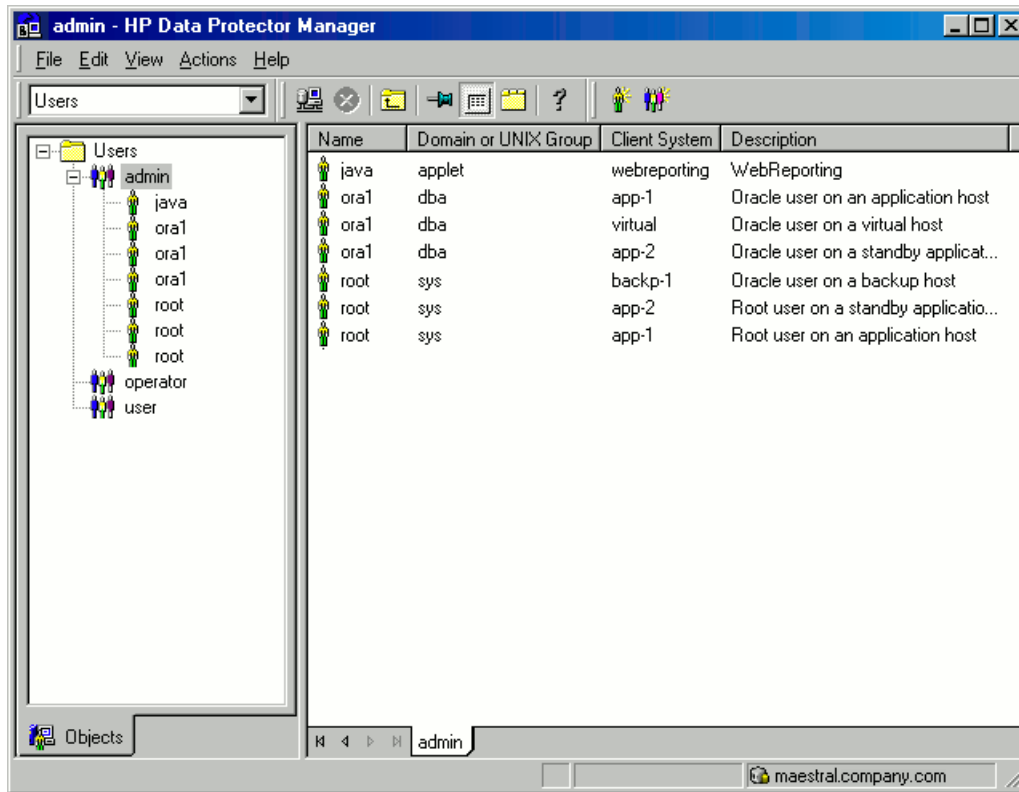 admin - HP Data Protector Manager
File Edit View Actions Help
Users
?
Users
admin
java
ora1
ora1
ora1
root
root
root
operator
user
Objects
Name Domain or UNIX Group Client System Description
java applet webreporting WebReporting
ora1 dba app-1 Oracle user on an application host
ora1 dba virtual Oracle user on a virtual host
ora1 dba app-2 Oracle user on a standby applicat...
root sys backp-1 Oracle user on a backup host
root sys app-2 Root user on a standby applicatio...
root sys app-1 Root user on an application host
admin
maestral.company.com